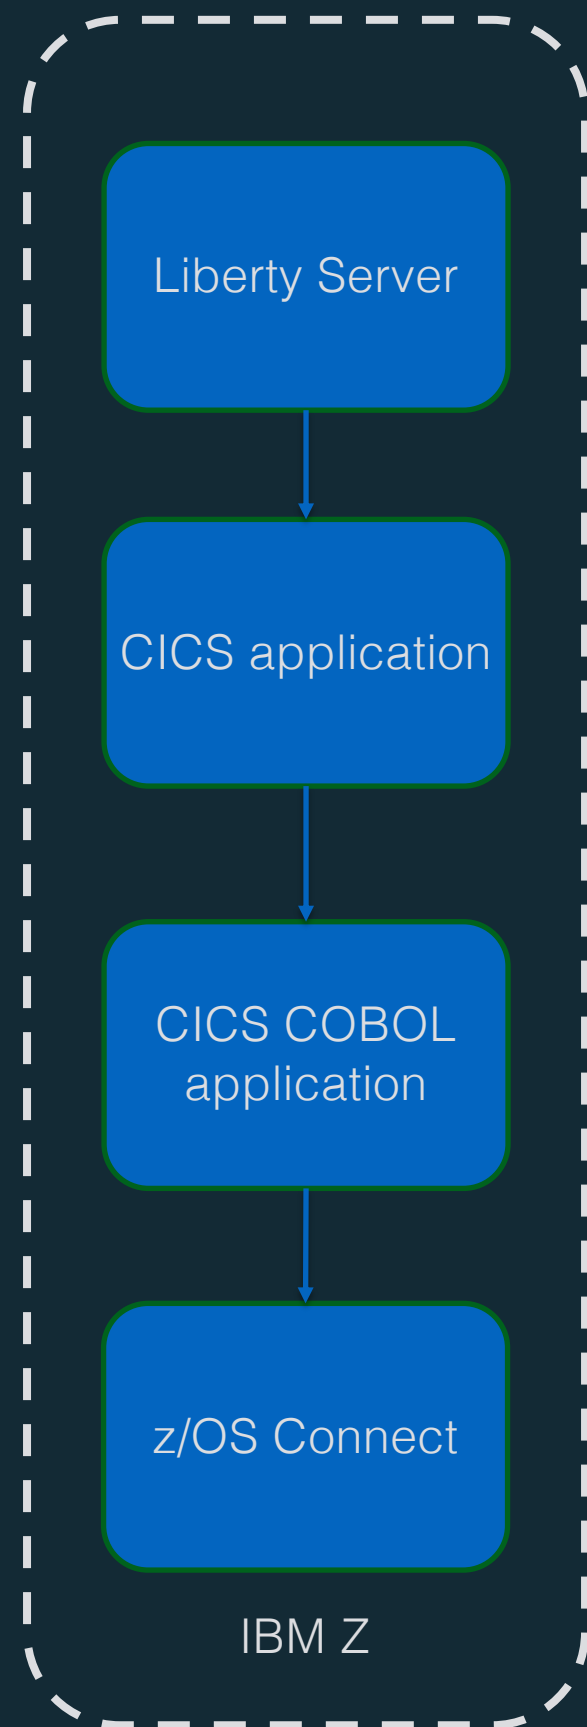 Liberty Server
CICS application
CICS COBOL
application
z/OS Connect
IBM Z